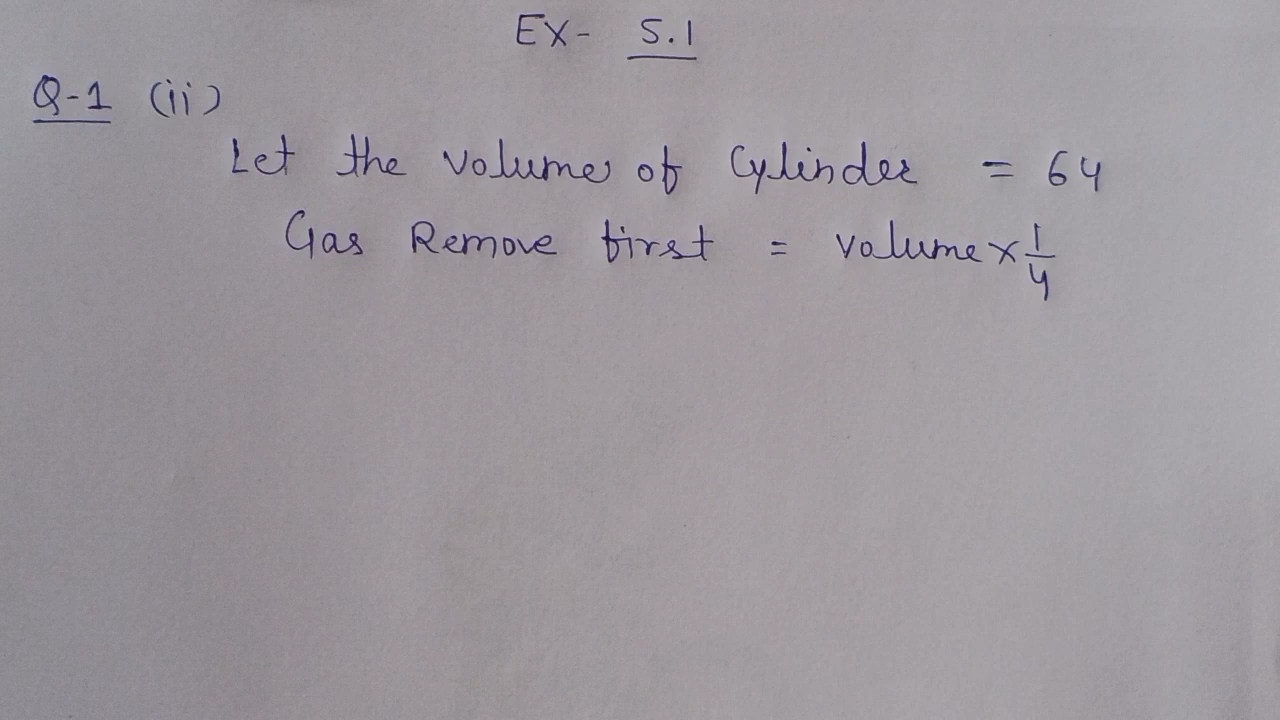 EX- 5.1
Q-1 (ii)
Let the volume of Cylinder = 64
Gas Remove first = volume × 1/4